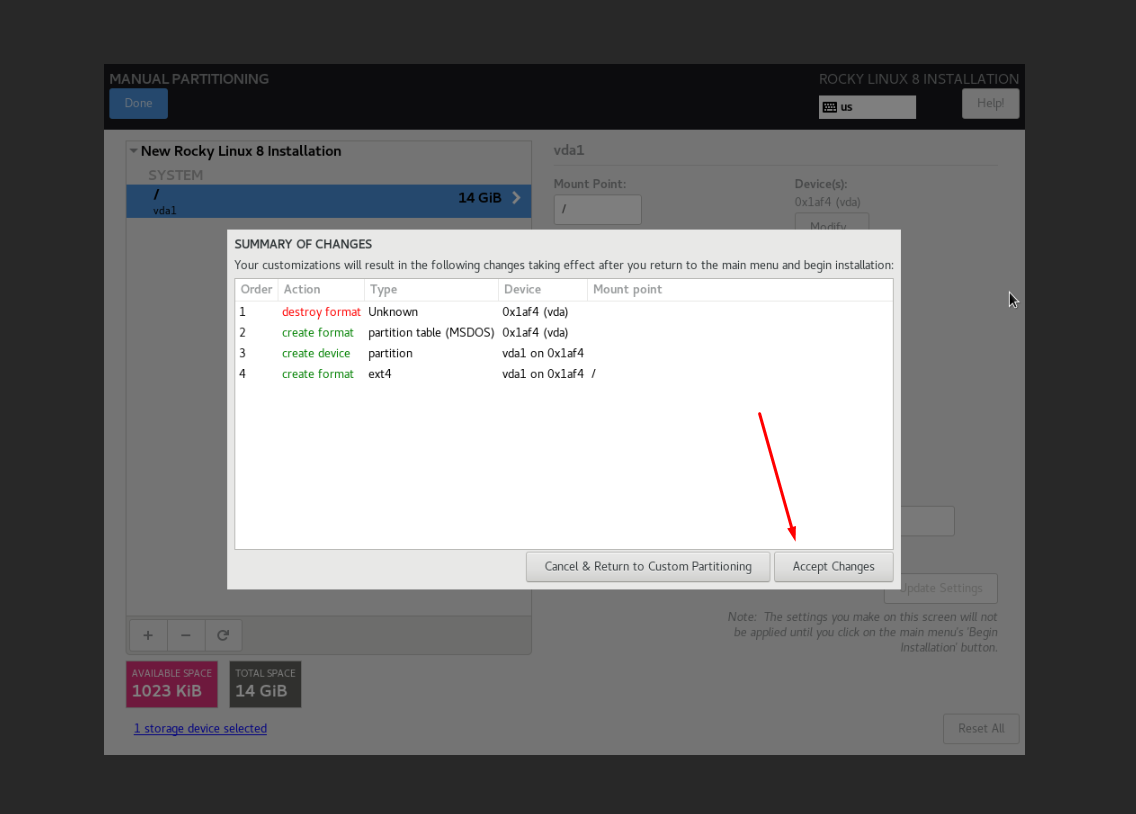 MANUAL PARTITIONING
ROCKY LINUX 8 INSTALLATION
Done
us
Help!
New Rocky Linux 8 Installation
SYSTEM
/
14 GiB
vda1
vda1
Mount Point:
/
Device(s):
0x1af4 (vda)
Modify...
SUMMARY OF CHANGES
Your customizations will result in the following changes taking effect after you return to the main menu and begin installation:
Order Action Type Device Mount point
1 destroy format Unknown 0x1af4 (vda)
2 create format partition table (MSDOS) 0x1af4 (vda)
3 create device partition vda1 on 0x1af4
4 create format ext4 vda1 on 0x1af4 /
Cancel & Return to Custom Partitioning
Accept Changes
Update Settings
Note: The settings you make on this screen will not
be applied until you click on the main menu's 'Begin
Installation' button.
+ −
AVAILABLE SPACE
1023 KiB
TOTAL SPACE
14 GiB
1 storage device selected
Reset All